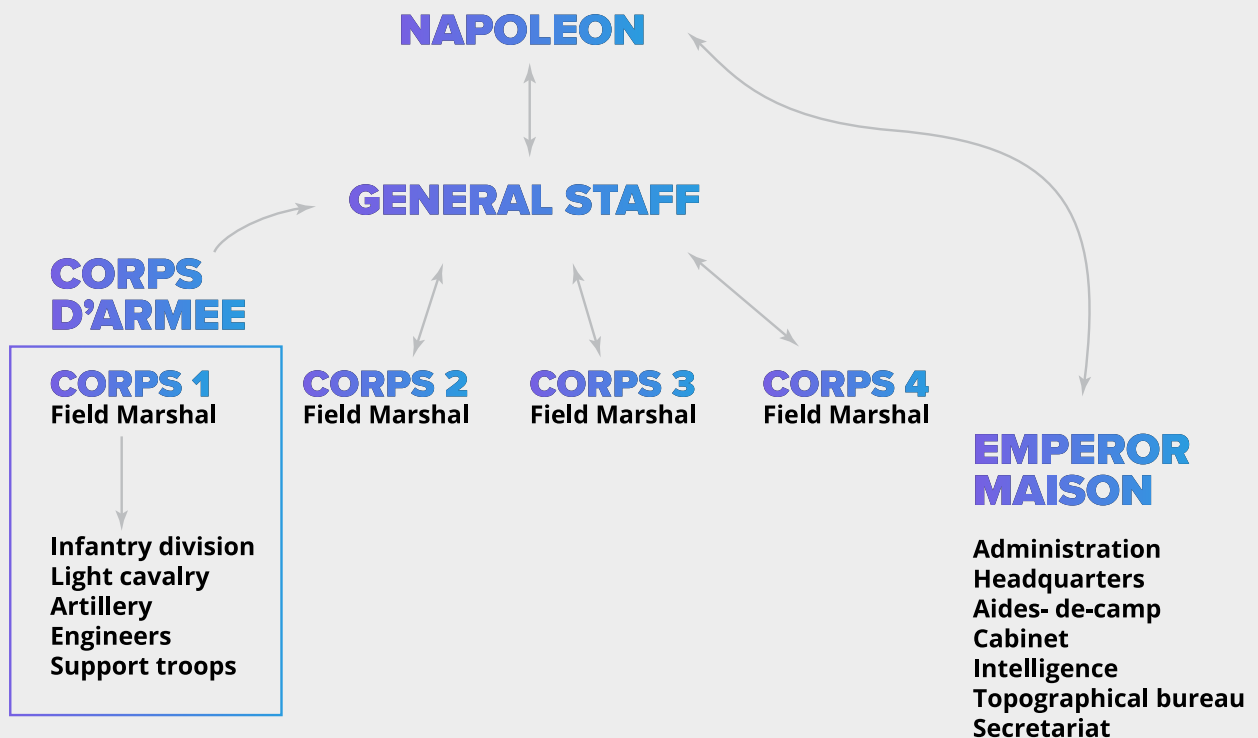 NAPOLEON
GENERAL STAFF
CORPS
D’ARMEE
CORPS 1
Field Marshal
Infantry division
Light cavalry
Artillery
Engineers
Support troops
CORPS 2
Field Marshal
CORPS 3
Field Marshal
CORPS 4
Field Marshal
EMPEROR
MAISON
Administration
Headquarters
Aides- de-camp
Cabinet
Intelligence
Topographical bureau
Secretariat